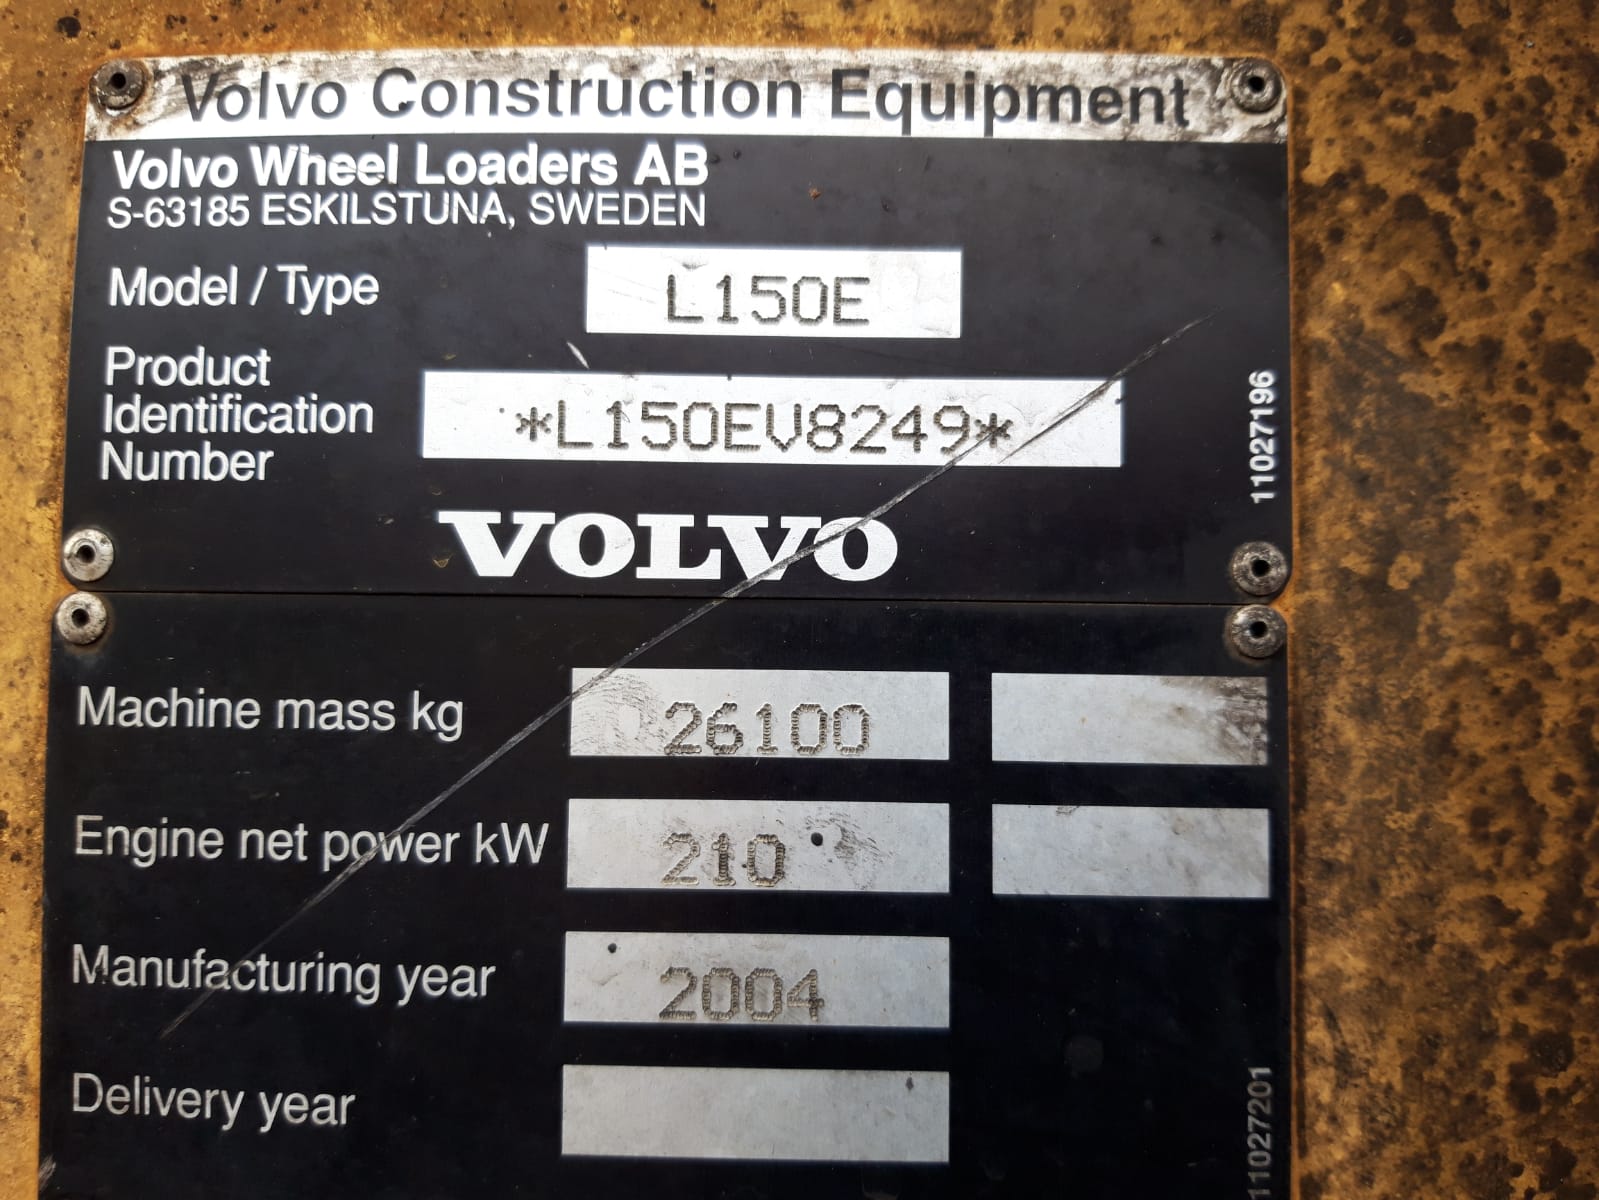 Volvo Construction Equipment
Volvo Wheel Loaders AB
S-63185 ESKILSTUNA, SWEDEN
Model / Type L150E
Product
Identification
Number
*L150EV8249*
11027196
VOLVO
Machine mass kg 26100
Engine net power kW 210
Manufacturing year 2004
Delivery year
11027201